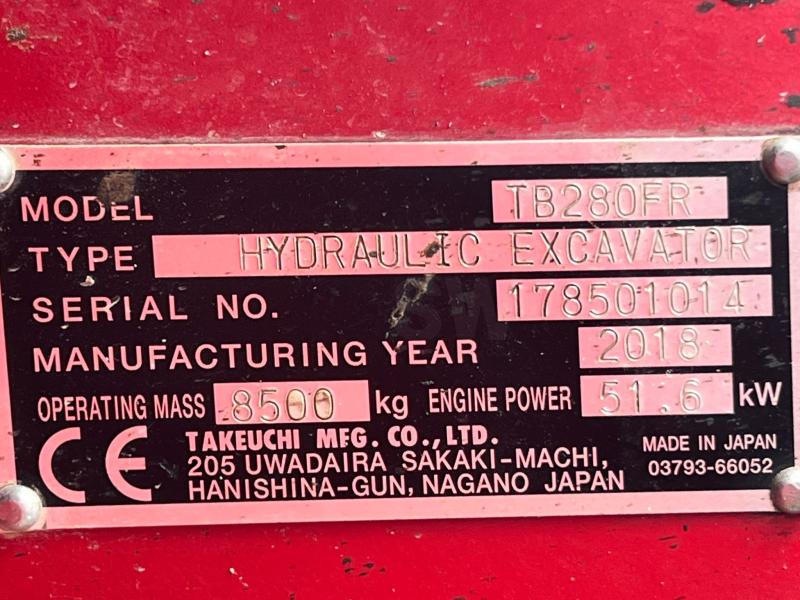 MODEL TB280FR
TYPE HYDRAULIC EXCAVATOR
SERIAL NO. 178501014
MANUFACTURING YEAR 2018
OPERATING MASS 8500 kg ENGINE POWER 51.6 kW
CE TAKEUCHI MFG. CO.,LTD.
205 UWADAIRA SAKAKI-MACHI,
HANISHINA-GUN, NAGANO JAPAN
MADE IN JAPAN
03793-66052